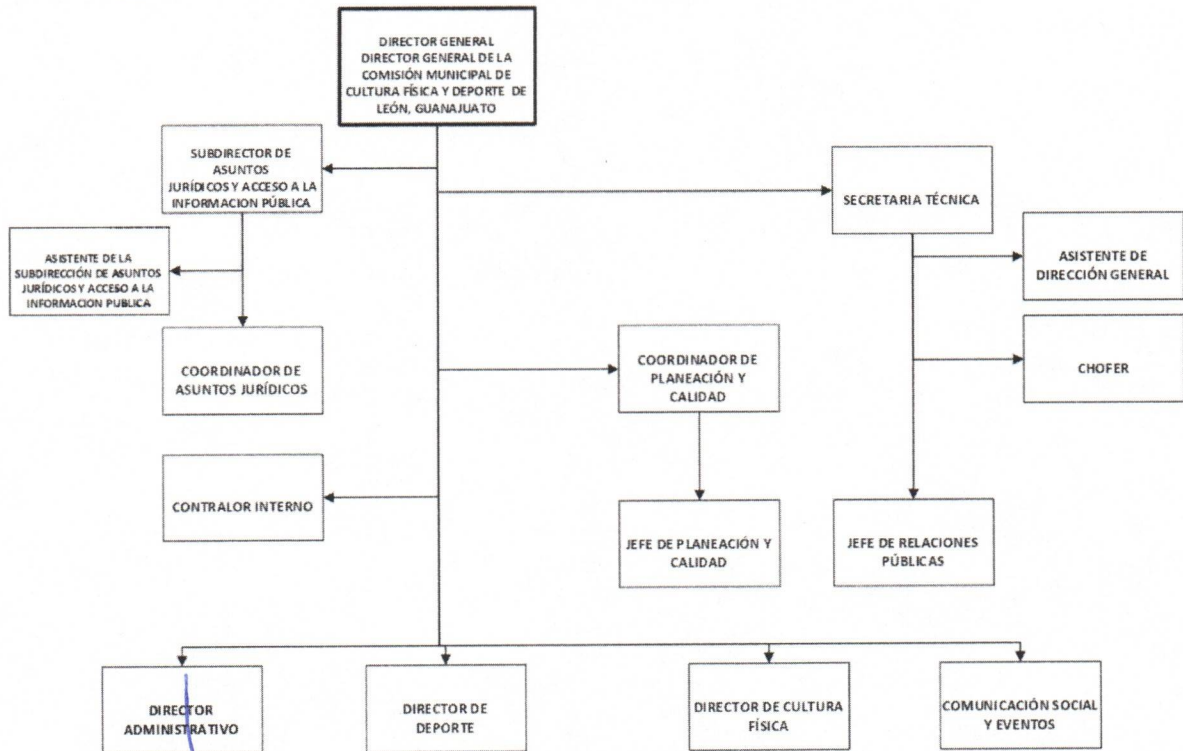 DIRECTOR GENERAL
DIRECTOR GENERAL DE LA
COMISIÓN MUNICIPAL DE
CULTURA FÍSICA Y DEPORTE DE
LEÓN, GUANAJUATO
SUBDIRECTOR DE
ASUNTOS
JURÍDICOS Y ACCESO A LA
INFORMACION PÚBLICA
SECRETARIA TÉCNICA
ASISTENTE DE LA
SUBDIRECCIÓN DE ASUNTOS
JURÍDICOS Y ACCESO A LA
INFORMACION PUBLICA
ASISTENTE DE
DIRECCIÓN GENERAL
COORDINADOR DE
ASUNTOS JURÍDICOS
COORDINADOR DE
PLANEACIÓN Y
CALIDAD
CHOFER
CONTRALOR INTERNO
JEFE DE PLANEACIÓN Y
CALIDAD
JEFE DE RELACIONES
PÚBLICAS
DIRECTOR
ADMINISTRATIVO
DIRECTOR DE
DEPORTE
DIRECTOR DE CULTURA
FÍSICA
COMUNICACIÓN SOCIAL
Y EVENTOS